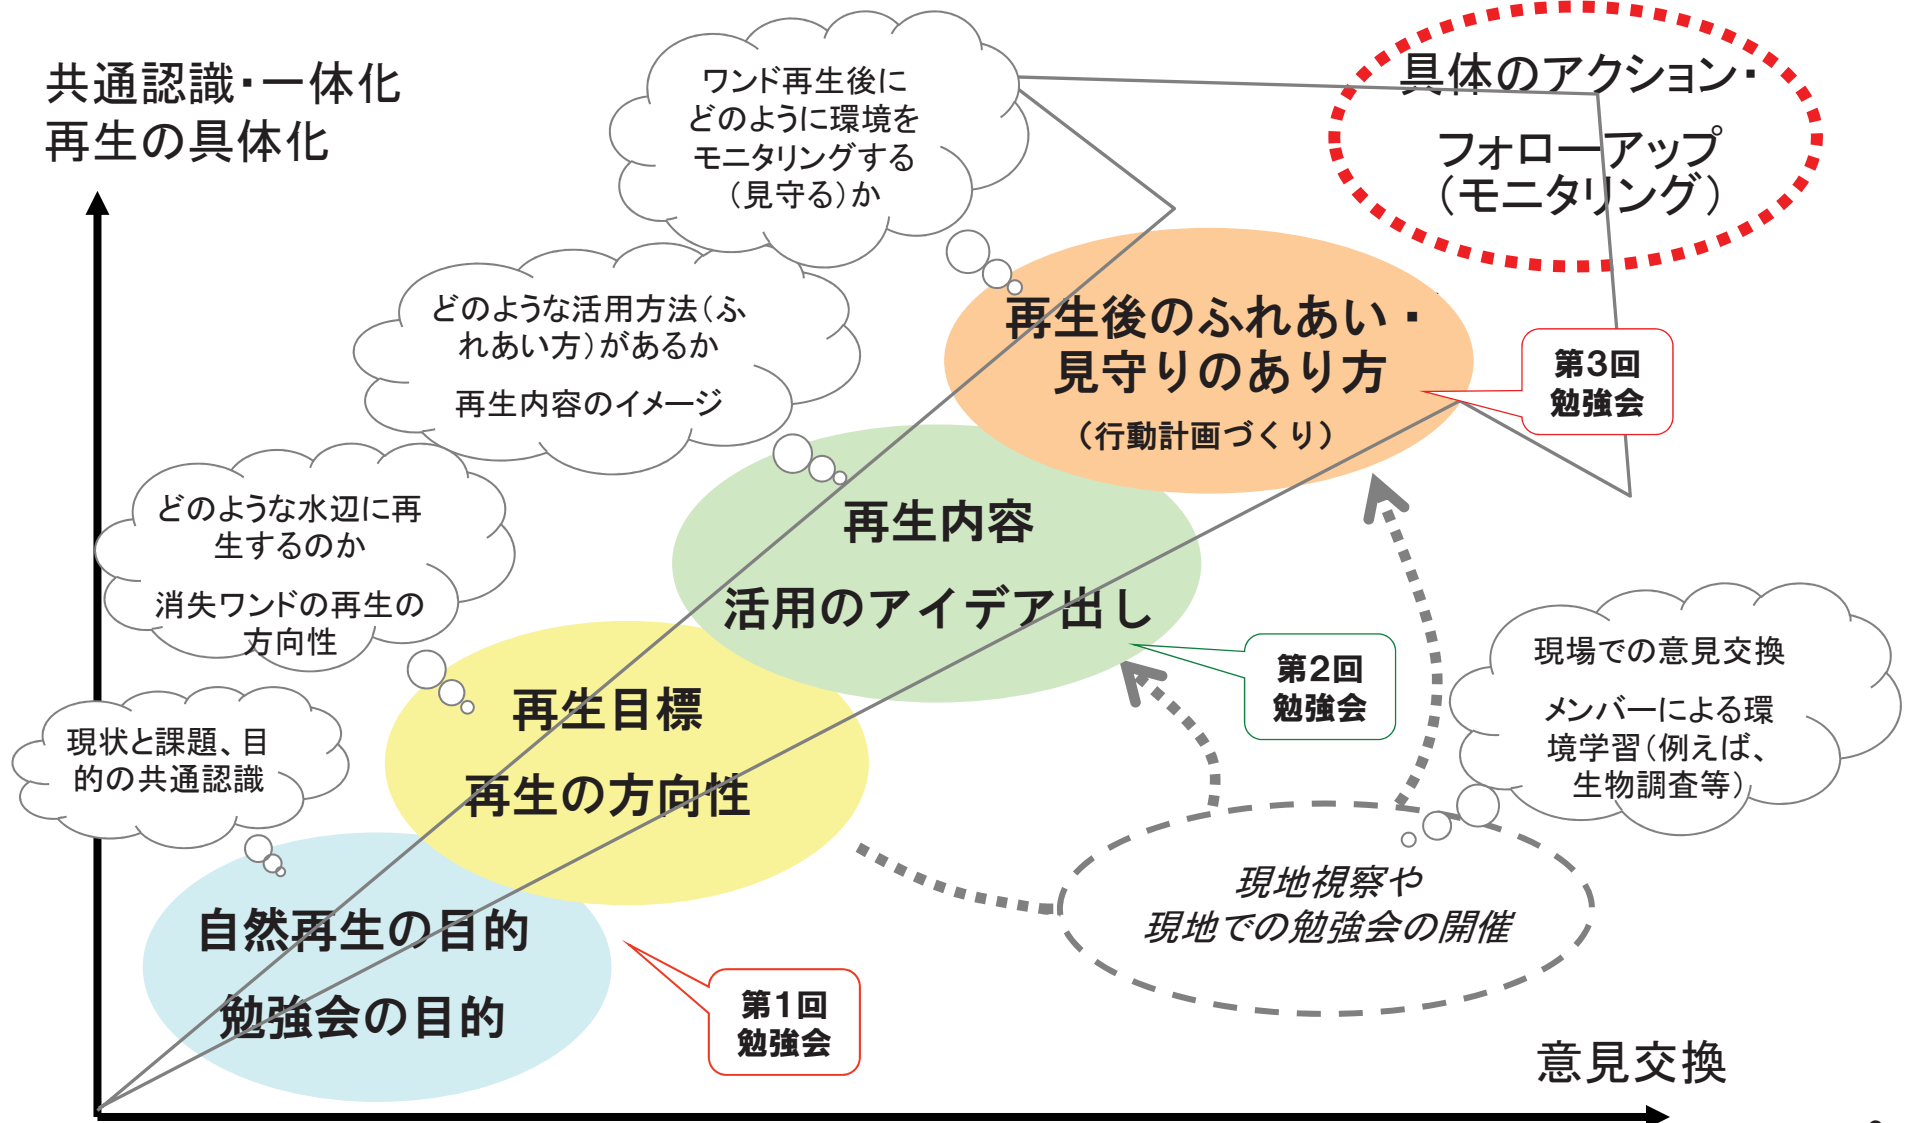 共通認識・一体化
再生の具体化
ワンド再生後に
どのように環境を
モニタリングする
(見守る)か
具体のアクション・
フォローアップ
(モニタリング)
どのような活用方法(ふ
れあい方)があるか
再生内容のイメージ
再生後のふれあい・
見守りのあり方
(行動計画づくり)
第3回
勉強会
どのような水辺に再
生するのか
消失ワンドの再生の
方向性
再生内容
活用のアイデア出し
第2回
勉強会
現場での意見交換
メンバーによる環
境学習(例えば、
生物調査等)
現状と課題、目
的の共通認識
再生目標
再生の方向性
現地視察や
現地での勉強会の開催
自然再生の目的
勉強会の目的
第1回
勉強会
意見交換